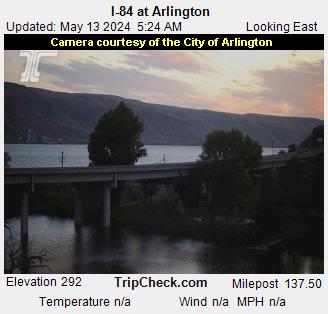 I-84 at Arlington
Updated: May 13 2024 5:24 AM Looking East
Camera courtesy of the City of Arlington
Elevation 292 TripCheck.com Milepost 137.50
Temperature n/a Wind n/a MPH n/a